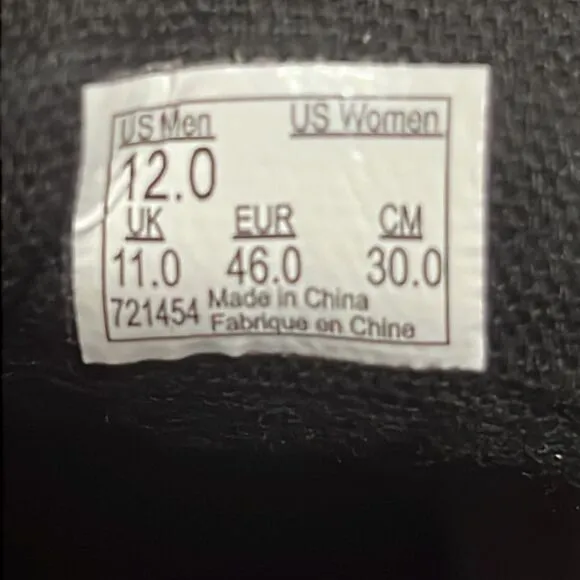 US Men US Women
12.0
UK EUR CM
11.0 46.0 30.0
721454 Made in China
Fabrique en Chine